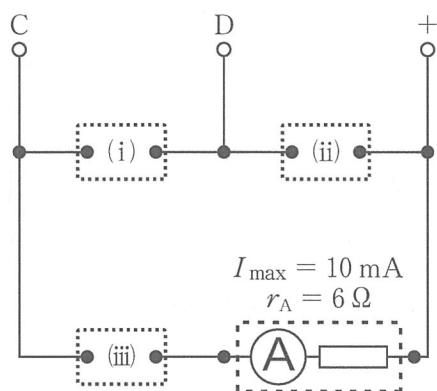 C D +
(i) (ii)
I max = 10 mA
r A = 6 Ω
(iii) A